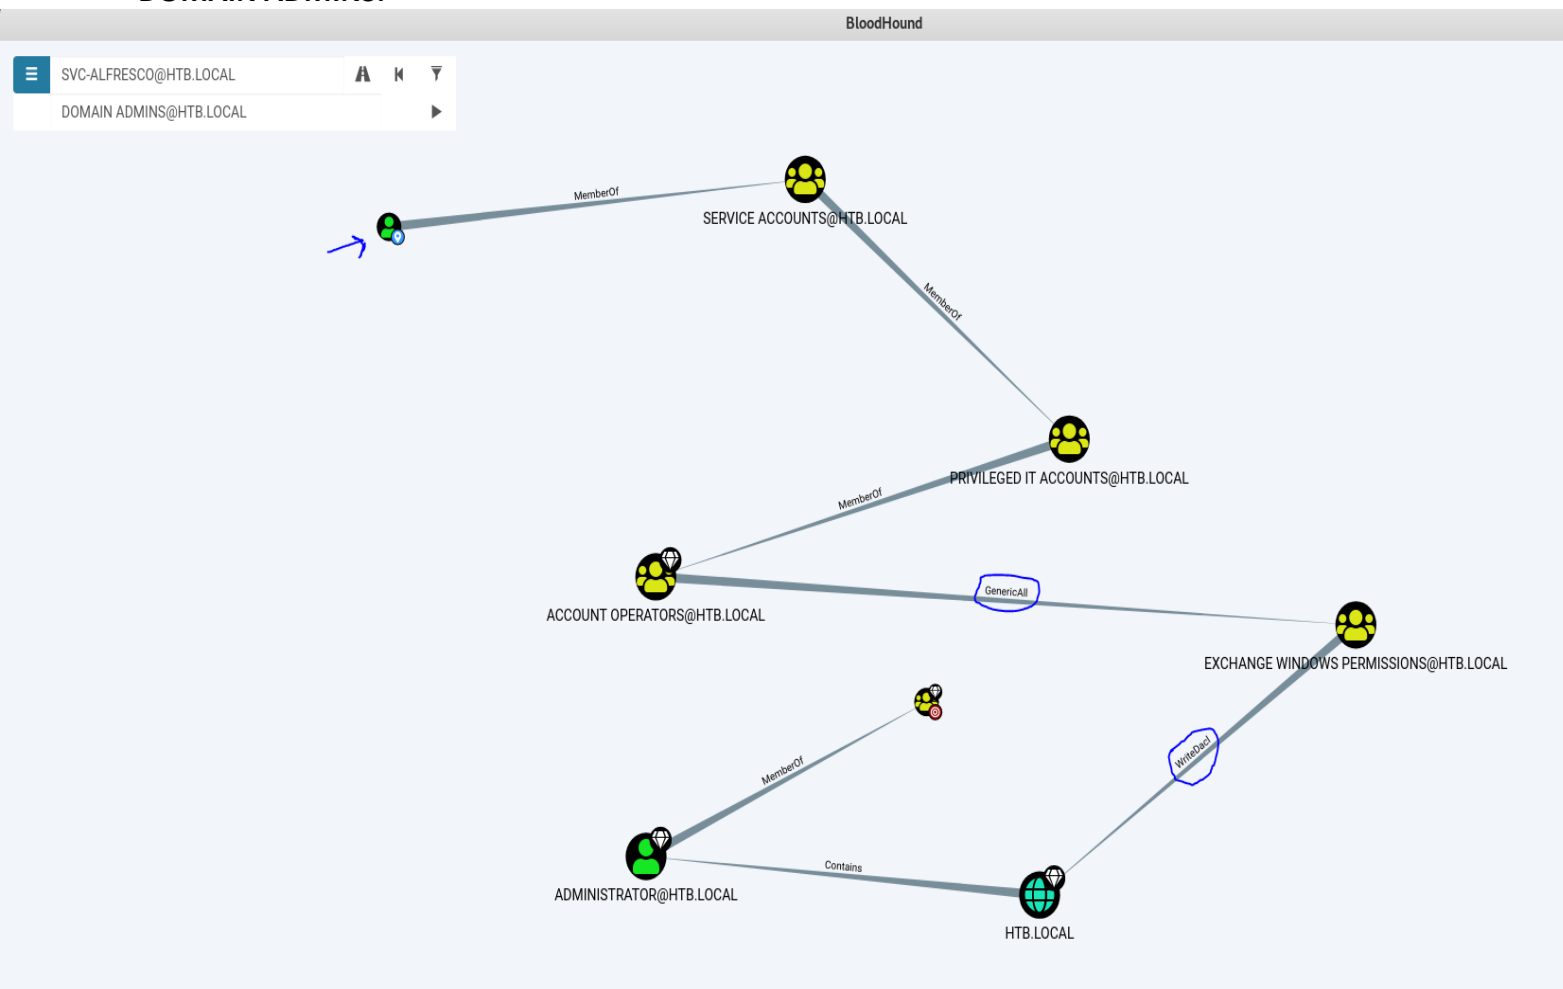 DOMAIN ADMINS.
BloodHound
SVC-ALFRESCO@HTB.LOCAL
DOMAIN ADMINS@HTB.LOCAL
MemberOf
SERVICE ACCOUNTS@HTB.LOCAL
MemberOf
PRIVILEGED IT ACCOUNTS@HTB.LOCAL
MemberOf
ACCOUNT OPERATORS@HTB.LOCAL
GenericAll
EXCHANGE WINDOWS PERMISSIONS@HTB.LOCAL
WriteDacl
MemberOf
Contains
ADMINISTRATOR@HTB.LOCAL
HTB.LOCAL